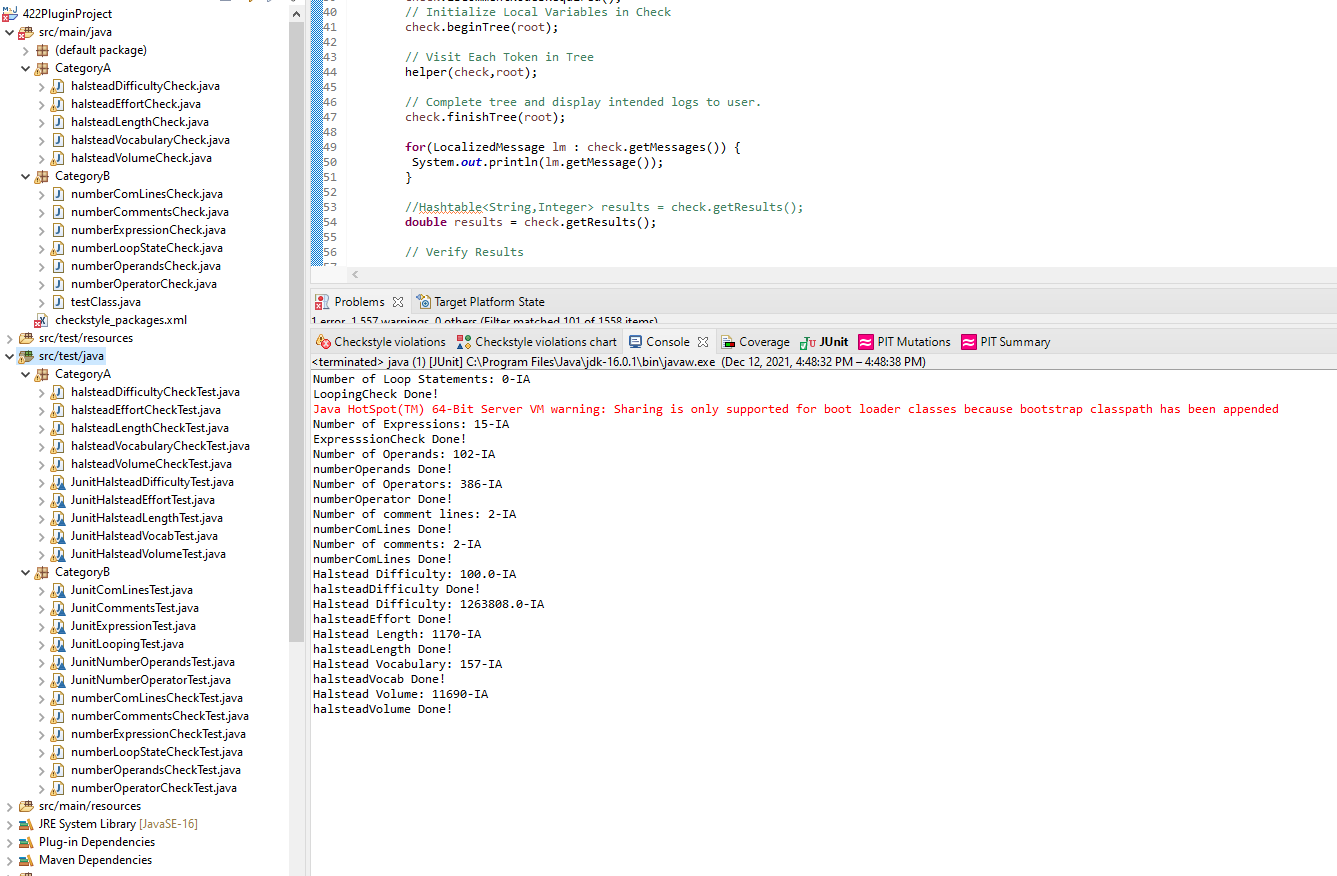 422PluginProject
src/main/java
(default package)
CategoryA
halsteadDifficultyCheck.java
halsteadEffortCheck.java
halsteadLengthCheck.java
halsteadVocabularyCheck.java
halsteadVolumeCheck.java
CategoryB
numberComLinesCheck.java
numberCommentsCheck.java
numberExpressionCheck.java
numberLoopStateCheck.java
numberOperandsCheck.java
numberOperatorCheck.java
testClass.java
checkstyle_packages.xml
src/test/resources
src/test/java
CategoryA
halsteadDifficultyCheckTest.java
halsteadEffortCheckTest.java
halsteadLengthCheckTest.java
halsteadVocabularyCheckTest.java
halsteadVolumeCheckTest.java
JunitHalsteadDifficultyTest.java
JunitHalsteadEffortTest.java
JunitHalsteadLengthTest.java
JunitHalsteadVocabTest.java
JunitHalsteadVolumeTest.java
CategoryB
JunitComLinesTest.java
JunitCommentsTest.java
JunitExpressionTest.java
JunitLoopingTest.java
JunitNumberOperandsTest.java
JunitNumberOperatorTest.java
numberComLinesCheckTest.java
numberCommentsCheckTest.java
numberExpressionCheckTest.java
numberLoopStateCheckTest.java
numberOperandsCheckTest.java
numberOperatorCheckTest.java
src/main/resources
JRE System Library [JavaSE-16]
Plug-in Dependencies
Maven Dependencies
40 // Initialize Local Variables in Check
41 check.beginTree(root);
42
43 // Visit Each Token in Tree
44 helper(check,root);
45
46 // Complete tree and display intended logs to user.
47 check.finishTree(root);
48
49 for(LocalizedMessage lm : check.getMessages()) {
50 System.out.println(lm.getMessage());
51 }
52
53 //Hashtable<String,Integer> results = check.getResults();
54 double results = check.getResults();
55
56 // Verify Results
Problems Target Platform State
1 error, 1,557 warnings, 0 others (Filter matched 101 of 1558 items)
Checkstyle violations Checkstyle violations chart Console Coverage JUnit PIT Mutations PIT Summary
<terminated> java (1) [JUnit] C:\Program Files\Java\jdk-16.0.1\bin\javaw.exe (Dec 12, 2021, 4:48:32 PM – 4:48:38 PM)
Number of Loop Statements: 0-IA
LoopingCheck Done!
Java HotSpot(TM) 64-Bit Server VM warning: Sharing is only supported for boot loader classes because bootstrap classpath has been appended
Number of Expressions: 15-IA
ExpresssionCheck Done!
Number of Operands: 102-IA
numberOperands Done!
Number of Operators: 386-IA
numberOperator Done!
Number of comment lines: 2-IA
numberComLines Done!
Number of comments: 2-IA
numberComLines Done!
Halstead Difficulty: 100.0-IA
halsteadDifficulty Done!
Halstead Difficulty: 1263808.0-IA
halsteadEffort Done!
Halstead Length: 1170-IA
halsteadLength Done!
Halstead Vocabulary: 157-IA
halsteadVocab Done!
Halstead Volume: 11690-IA
halsteadVolume Done!